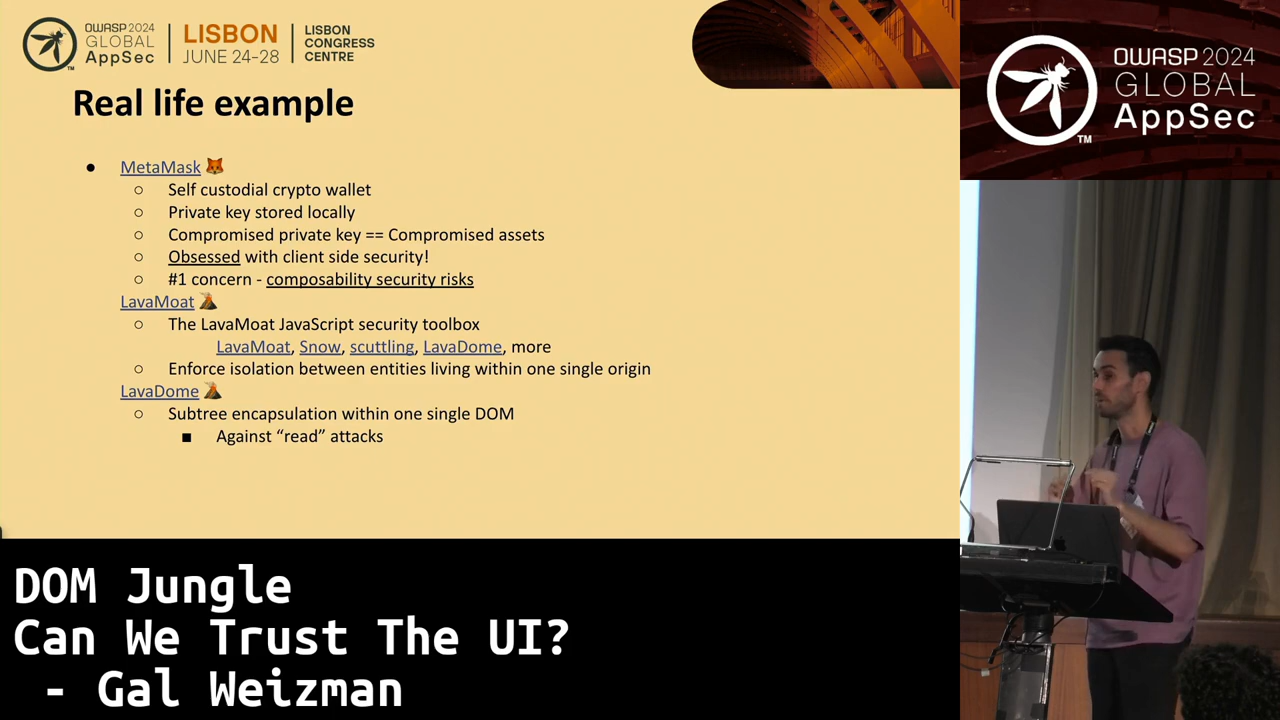 OWASP 2024
GLOBAL
AppSec
TM
LISBON
JUNE 24-28
LISBON
CONGRESS
CENTRE
Real life example
● MetaMask
○ Self custodial crypto wallet
○ Private key stored locally
○ Compromised private key == Compromised assets
○ Obsessed with client side security!
○ #1 concern - composability security risks
LavaMoat
○ The LavaMoat JavaScript security toolbox
LavaMoat, Snow, scuttling, LavaDome, more
○ Enforce isolation between entities living within one single origin
LavaDome
○ Subtree encapsulation within one single DOM
■ Against “read” attacks
OWASP 2024
GLOBAL
AppSec
TM
DOM Jungle
Can We Trust The UI?
- Gal Weizman